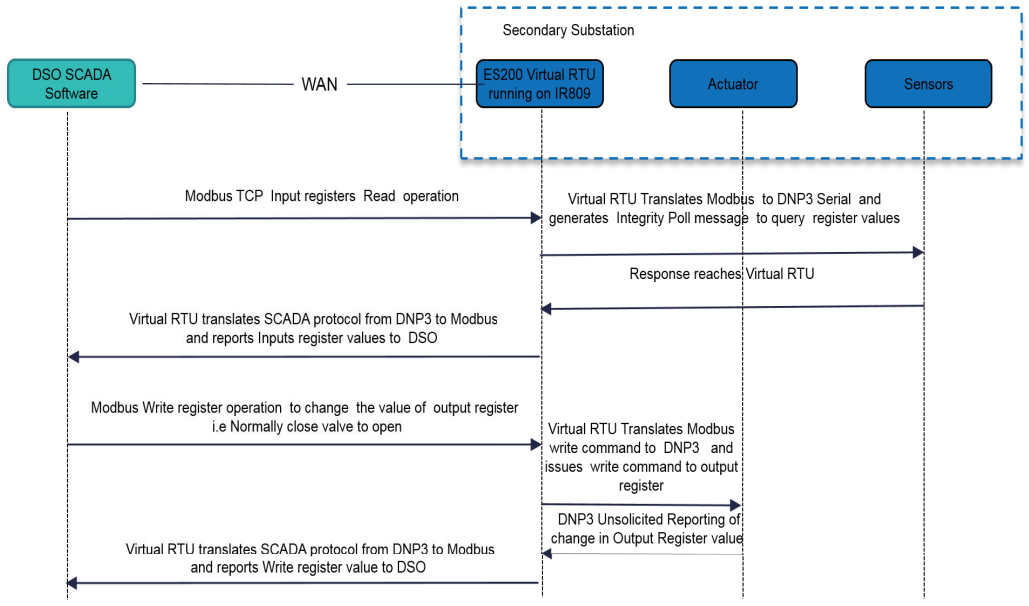 Secondary Substation
DSO SCADA
Software
WAN
ES200 Virtual RTU
running on IR809
Actuator
Sensors
Modbus TCP Input registers Read operation
Virtual RTU Translates Modbus to DNP3 Serial and
generates Integrity Poll message to query register values
Response reaches Virtual RTU
Virtual RTU translates SCADA protocol from DNP3 to Modbus
and reports Inputs register values to DSO
Modbus Write register operation to change the value of output register
i.e Normally close valve to open
Virtual RTU Translates Modbus
write command to DNP3 and
issues write command to output
register
DNP3 Unsolicited Reporting of
change in Output Register value
Virtual RTU translates SCADA protocol from DNP3 to Modbus
and reports Write register value to DSO